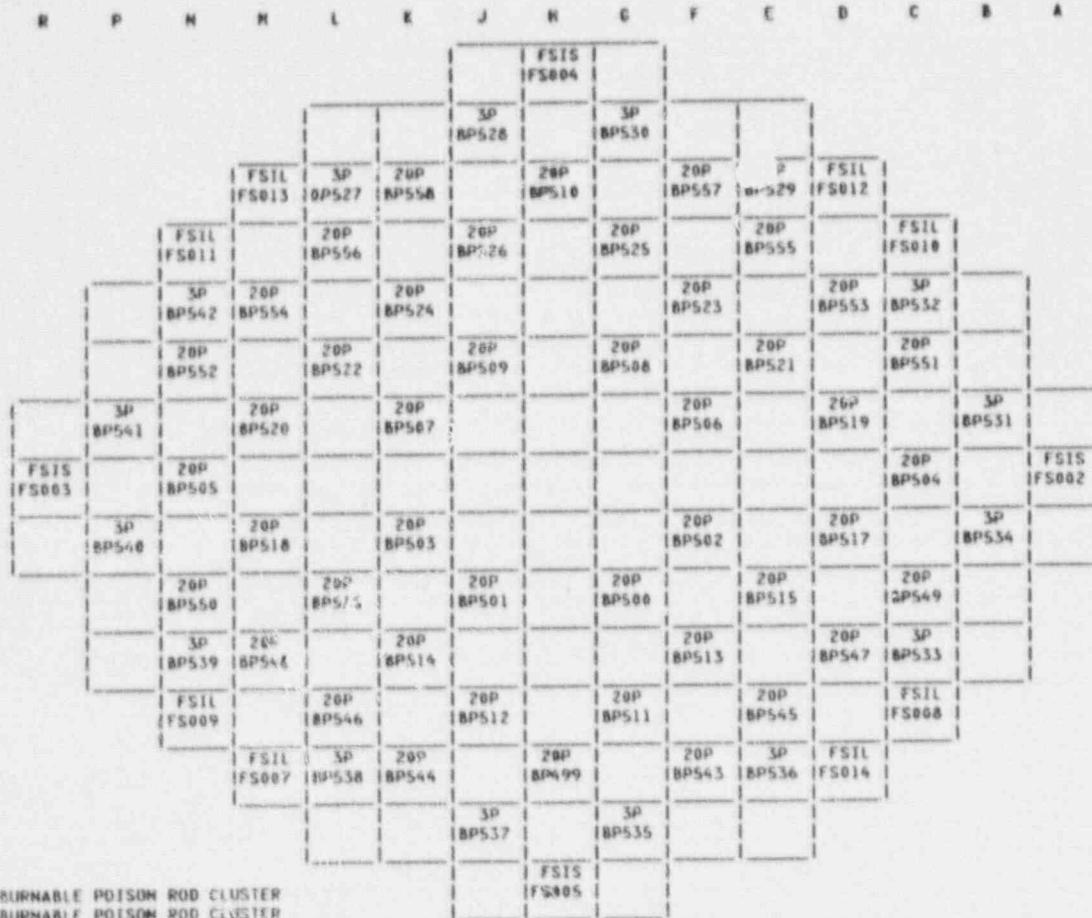 R P N M L K J H G F E D C B A
FSIS
FS004
3P 3P
BP528 BP530
FSIL 3P 20P 20P 20P P FSIL
FS013 BP527 BP558 BP510 BP557 FS012
FSIL 20P 20P 20P 20P FSIL
FS011 BP556 BP526 BP525 BP555 FS010
3P 20P 20P 20P 20P 3P
BP542 BP554 BP524 BP523 BP553 BP532
20P 20P 20P 20P 20P 20P
BP552 BP522 BP509 BP508 BP521 BP551
3P 20P 20P 20P 20P 3P
BP541 BP520 BP507 BP506 BP519 BP531
FSIS 20P 20P FSIS
FS003 BP505 BP504 FS002
3P 20P 20P 20P 20P 3P
BP540 BP518 BP503 BP502 BP517 BP534
20P 20P 20P 20P 20P 20P
BP550 BP501 BP500 BP515 BP549
3P 20P 20P 20P 20P 3P
BP539 BP514 BP513 BP547 BP533
FSIL 20P 20P 20P 20P FSIL
FS009 BP546 BP512 BP511 BP545 FS008
FSIL 3P 20P 20P 20P 3P FSIL
FS007 BP538 BP544 BP499 BP543 BP536 FS014
3P 3P
BP537 BP535
FSIS
FS005
BURNABLE POISON ROD CLUSTER
BURNABLE POISON ROD CLUSTER